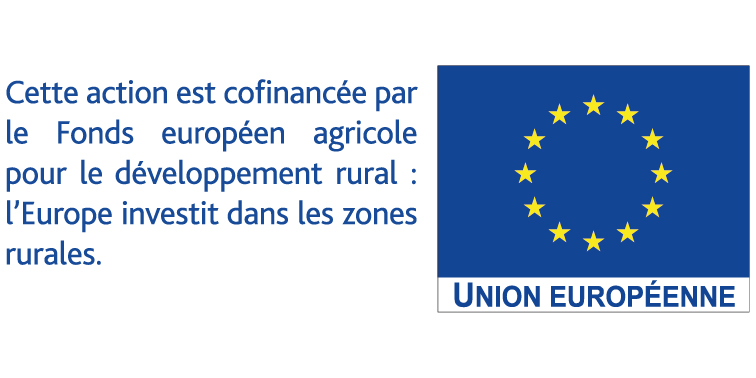 Cette action est cofinancée par
le Fonds européen agricole
pour le développement rural :
l’Europe investit dans les zones
rurales.
UNION EUROPÉENNE